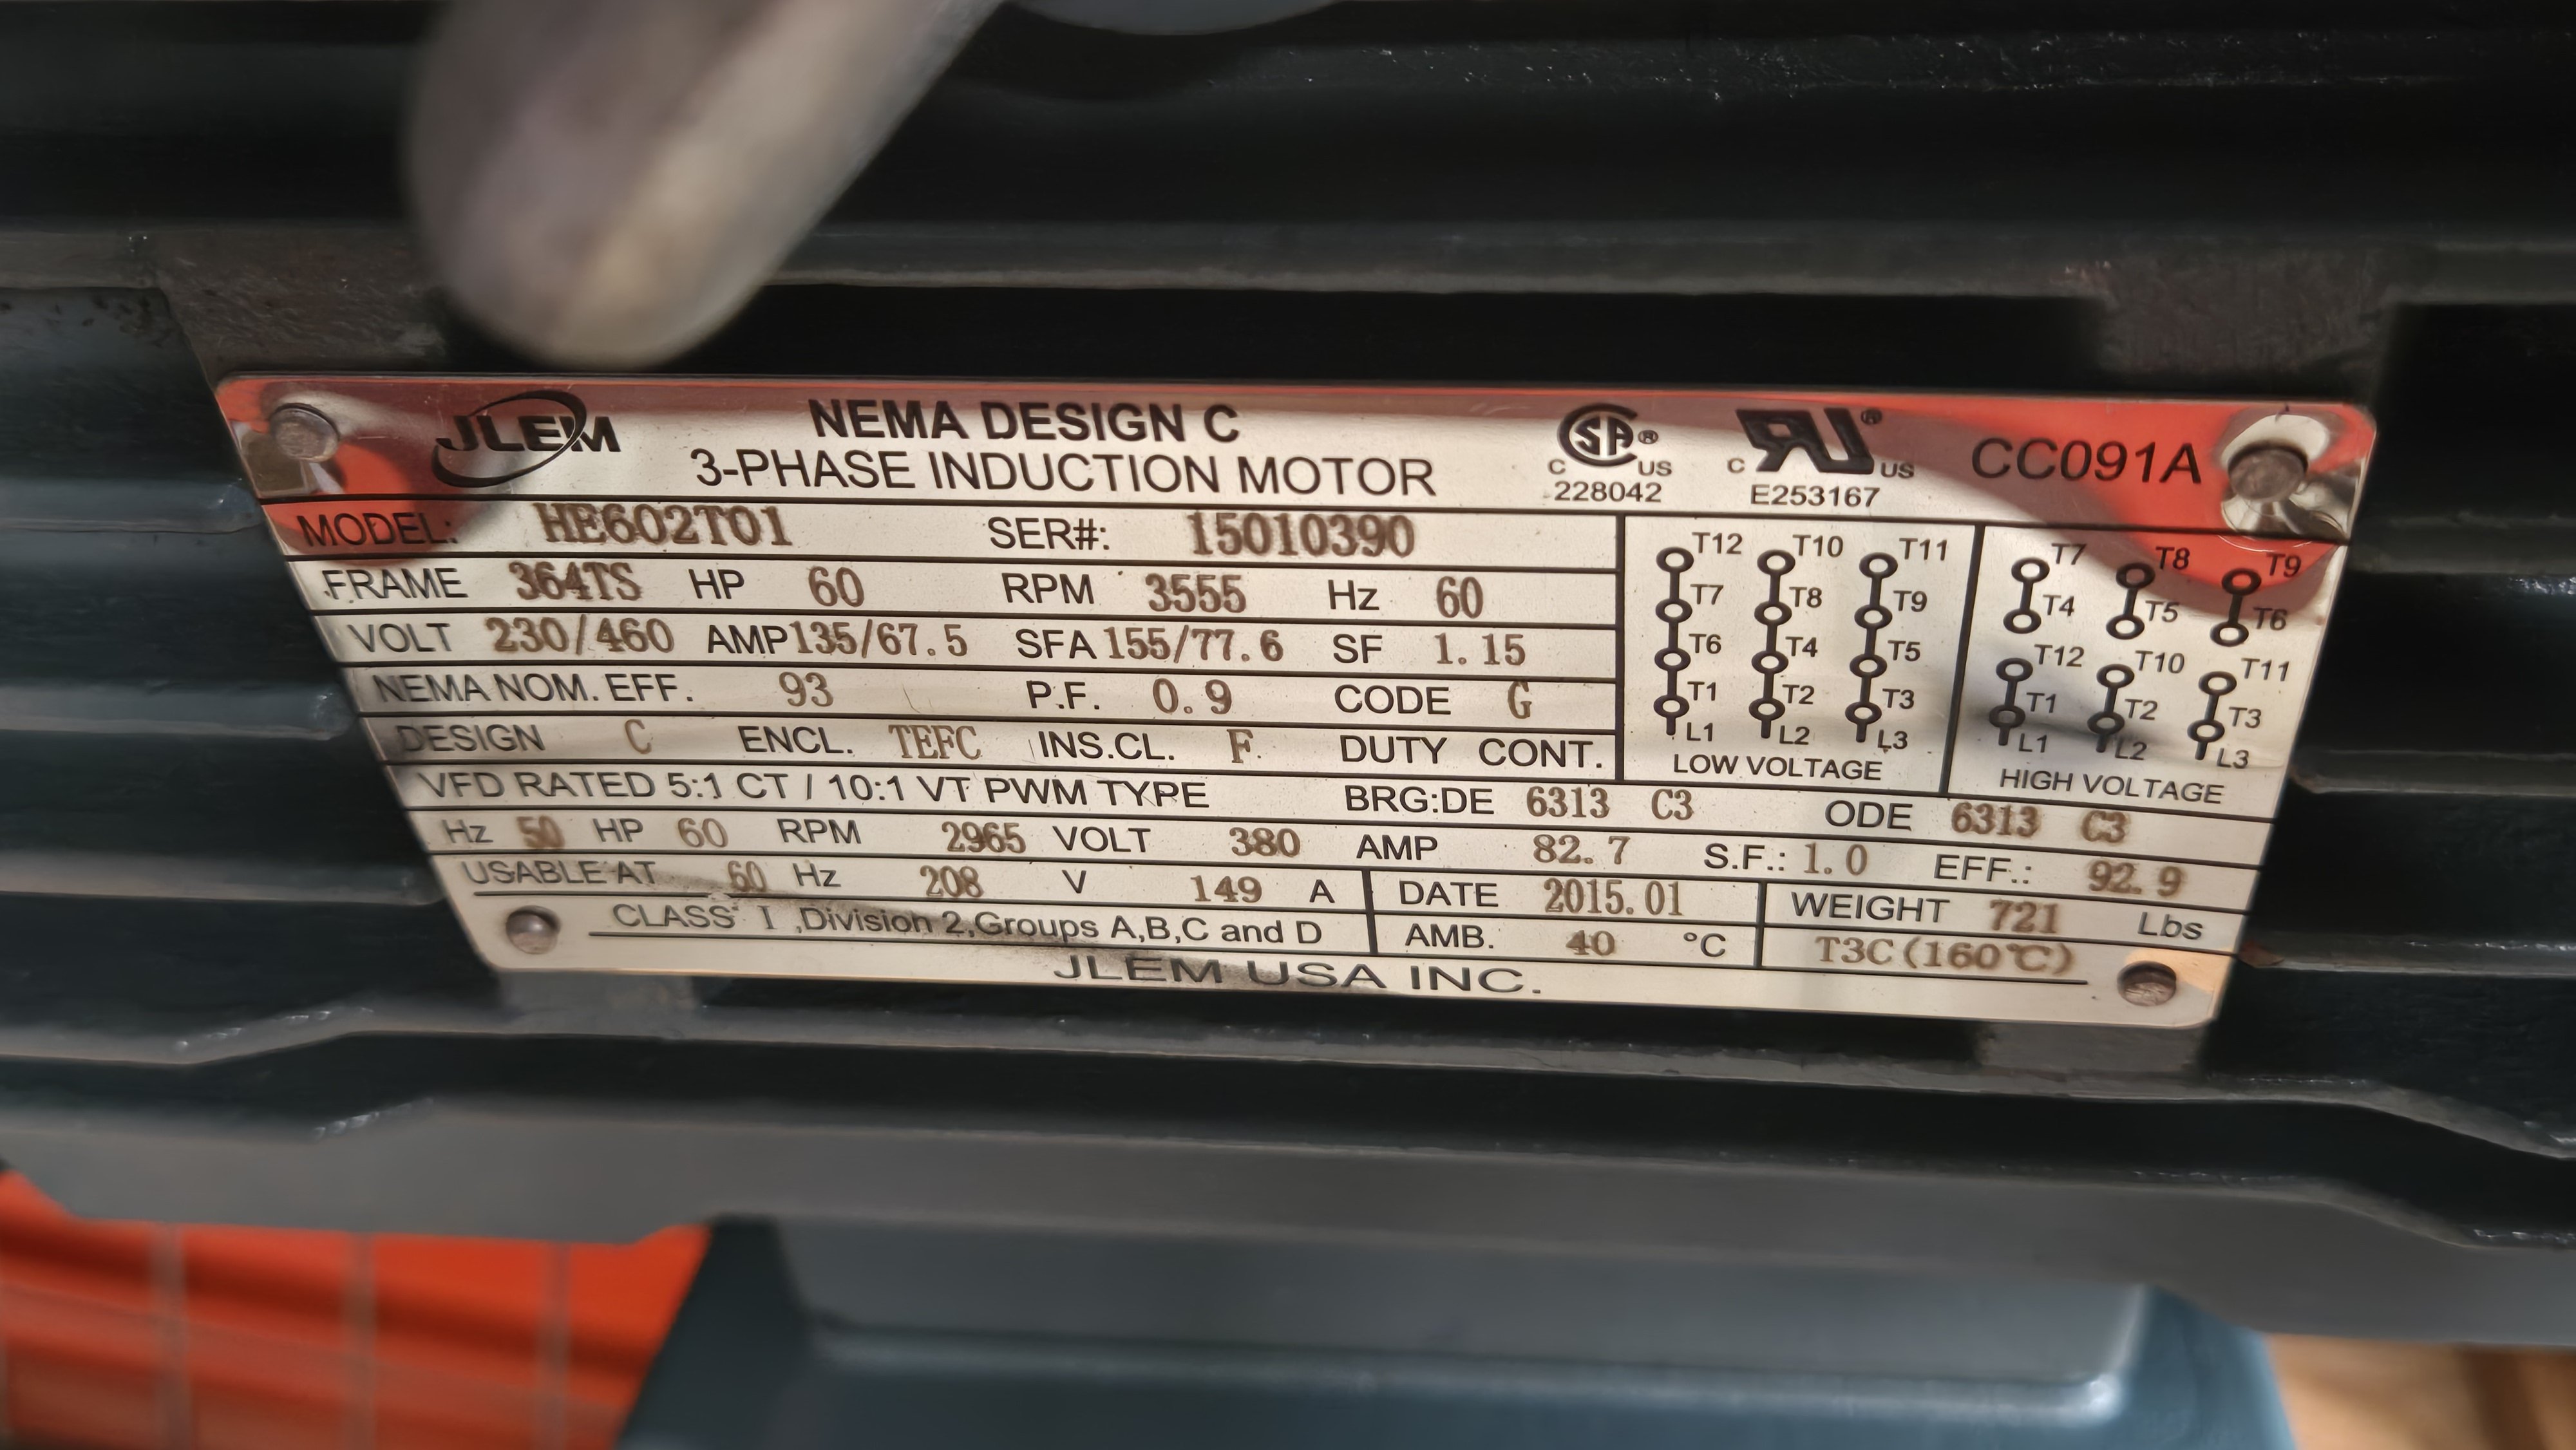 JLEM NEMA DESIGN C
3-PHASE INDUCTION MOTOR
C SA® US
228042
C RU® US
E253167
CC091A
MODEL: HE602T01 SER#: 15010390
FRAME 364TS HP 60 RPM 3555 Hz 60
VOLT 230/460 AMP 135/67.5 SFA 155/77.6 SF 1.15
NEMA NOM. EFF. 93 P.F. 0.9 CODE G
DESIGN C ENCL. TEFC INS.CL. F DUTY CONT.
T12 T10 T11
T7 T8 T9
T6 T4 T5
T1 T2 T3
L1 L2 L3
LOW VOLTAGE
T7 T8 T9
T4 T5 T6
T12 T10 T11
T1 T2 T3
L1 L2 L3
HIGH VOLTAGE
VFD RATED 5:1 CT / 10:1 VT PWM TYPE BRG:DE 6313 C3 ODE 6313 C3
Hz 50 HP 60 RPM 2965 VOLT 380 AMP 82.7 S.F.: 1.0 EFF.: 92.9
USABLE AT 60 Hz 208 V 149 A DATE 2015.01 WEIGHT 721 Lbs
CLASS I ,Division 2,Groups A,B,C and D AMB. 40 °C T3C(160℃)
JLEM USA INC.